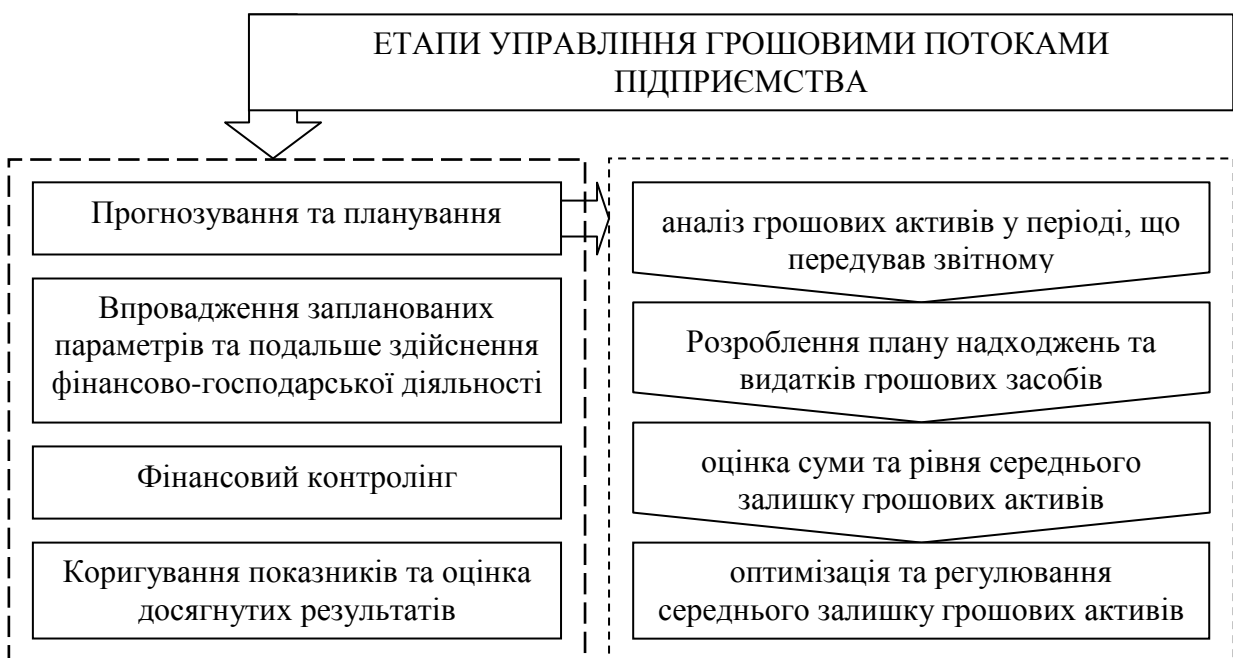 ЕТАПИ УПРАВЛІННЯ ГРОШОВИМИ ПОТОКАМИ
ПІДПРИЄМСТВА
Прогнозування та планування
Впровадження запланованих
параметрів та подальше здійснення
фінансово-господарської діяльності
Фінансовий контролінг
Коригування показників та оцінка
досягнутих результатів
аналіз грошових активів у періоді, що
передував звітному
Розроблення плану надходжень та
видатків грошових засобів
оцінка суми та рівня середнього
залишку грошових активів
оптимізація та регулювання
середнього залишку грошових активів